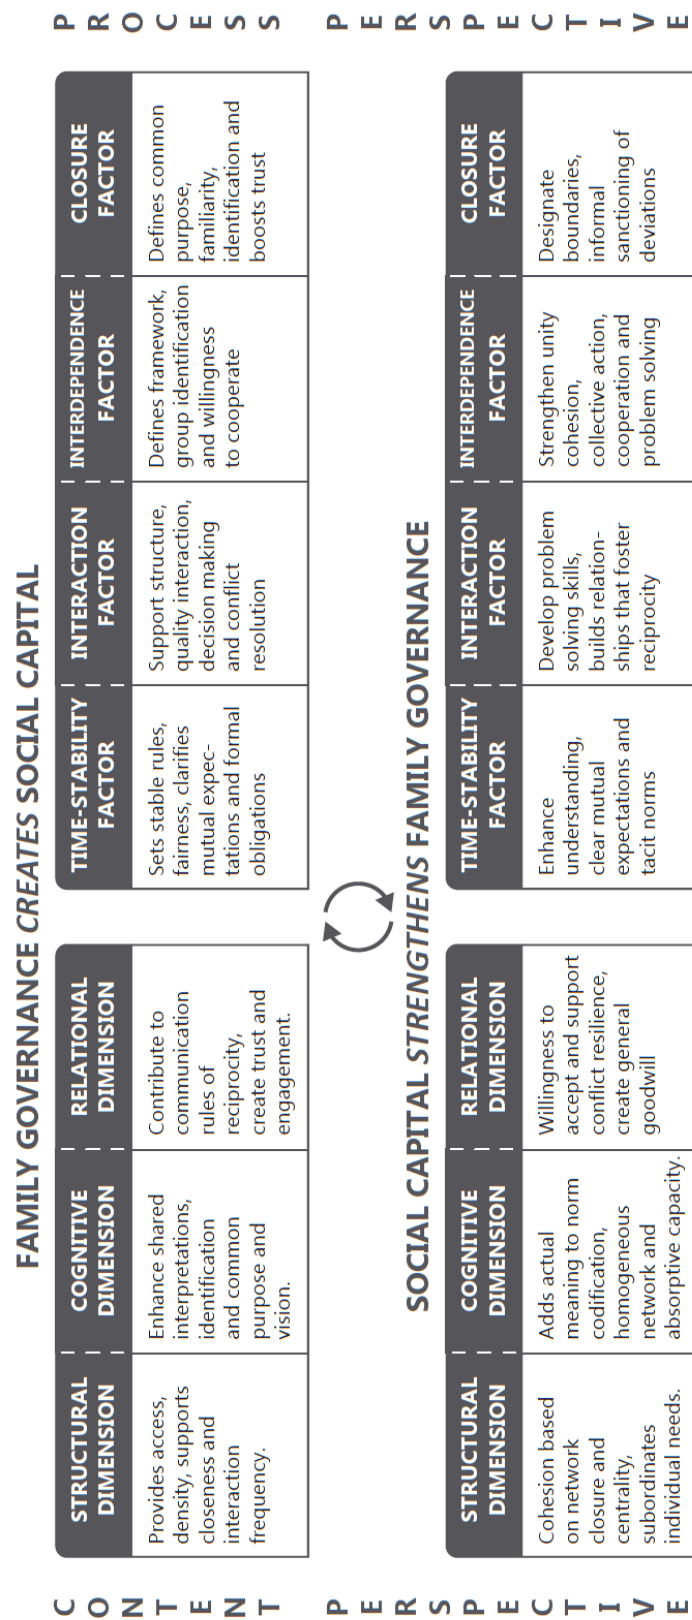 CONTENT PERSPECTIVE
FAMILY GOVERNANCE CREATES SOCIAL CAPITAL
STRUCTURAL
DIMENSION
Provides access,
density, supports
closeness and
interaction
frequency.
COGNITIVE
DIMENSION
Enhance shared
interpretations,
identification
and common
purpose and
vision.
RELATIONAL
DIMENSION
Contribute to
communication
rules of
reciprocity,
create trust and
engagement.
TIME-STABILITY
FACTOR
Sets stable rules,
fairness, clarifies
mutual expec-
tations and formal
obligations
INTERACTION
FACTOR
Support structure,
quality interaction,
decision making
and conflict
resolution
INTERDEPENDENCE
FACTOR
Defines framework,
group identification
and willingness
to cooperate
CLOSURE
FACTOR
Defines common
purpose,
familiarity,
identification and
boosts trust
SOCIAL CAPITAL STRENGTHENS FAMILY GOVERNANCE
STRUCTURAL
DIMENSION
Cohesion based
on network
closure and
centrality,
subordinates
individual needs.
COGNITIVE
DIMENSION
Adds actual
meaning to norm
codification,
homogeneous
network and
absorptive capacity.
RELATIONAL
DIMENSION
Willingness to
accept and support
conflict resilience,
create general
goodwill
TIME-STABILITY
FACTOR
Enhance
understanding,
clear mutual
expectations and
tacit norms
INTERACTION
FACTOR
Develop problem
solving skills,
builds relation-
ships that foster
reciprocity
INTERDEPENDENCE
FACTOR
Strengthen unity
cohesion,
collective action,
cooperation and
problem solving
CLOSURE
FACTOR
Designate
boundaries,
informal
sanctioning of
deviations
PROCESS PERSPECTIVE